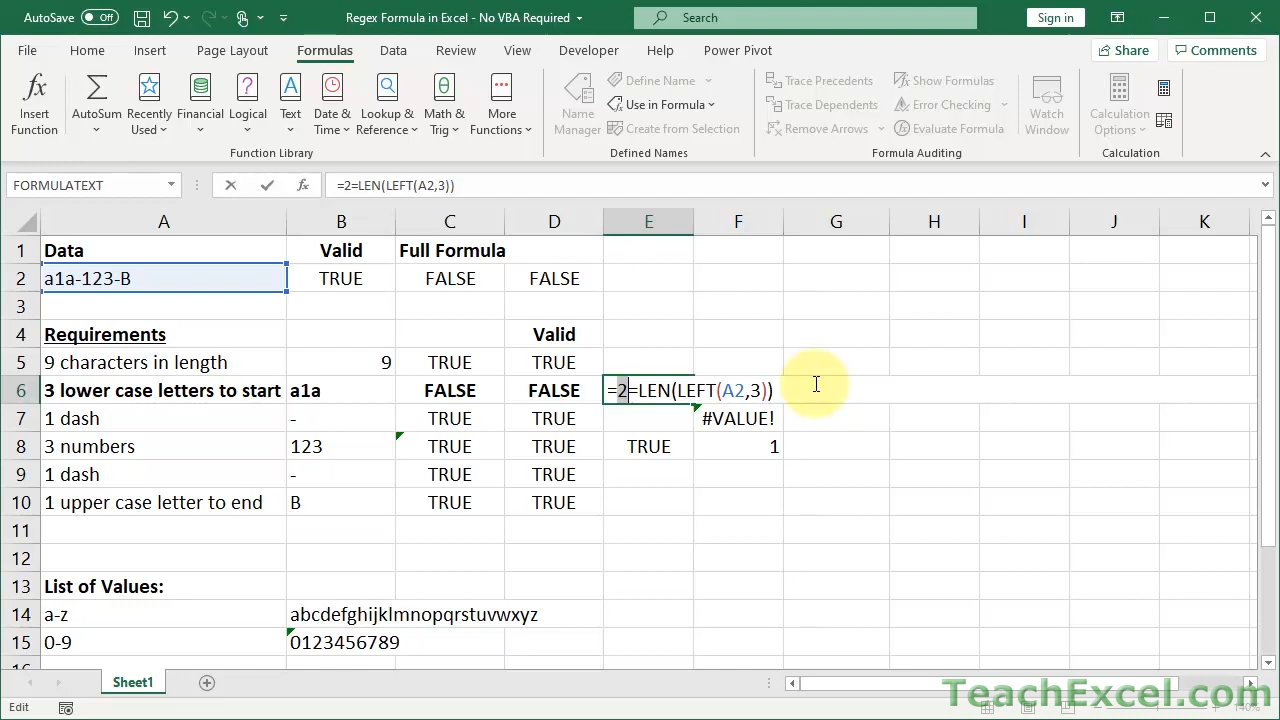 AutoSave Off Regex Formula in Excel - No VBA Required Search Sign in
File Home Insert Page Layout Formulas Data Review View Developer Help Power Pivot Share Comments
Insert Function AutoSum Recently Used Financial Logical Text Date & Time Lookup & Reference Math & Trig More Functions
Function Library
Name Manager Define Name Use in Formula Create from Selection
Defined Names
Trace Precedents Trace Dependents Remove Arrows Show Formulas Error Checking Evaluate Formula Watch Window
Formula Auditing
Calculation Options
Calculation
FORMULATEXT fx =2=LEN(LEFT(A2,3))
A B C D E F G H I J K
1 Data Valid Full Formula
2 a1a-123-B TRUE FALSE FALSE
3
4 Requirements Valid
5 9 characters in length 9 TRUE TRUE
6 3 lower case letters to start a1a FALSE FALSE =2=LEN(LEFT(A2,3))
7 1 dash - TRUE TRUE #VALUE!
8 3 numbers 123 TRUE TRUE TRUE 1
9 1 dash - TRUE TRUE
10 1 upper case letter to end B TRUE TRUE
11
12
13 List of Values:
14 a-z abcdefghijklmnopqrstuvwxyz
15 0-9 0123456789
Sheet1
Edit
TeachExcel.com